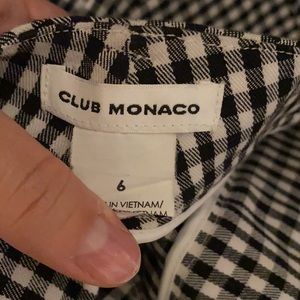 CLUB MONACO
6
IN VIETNAM/